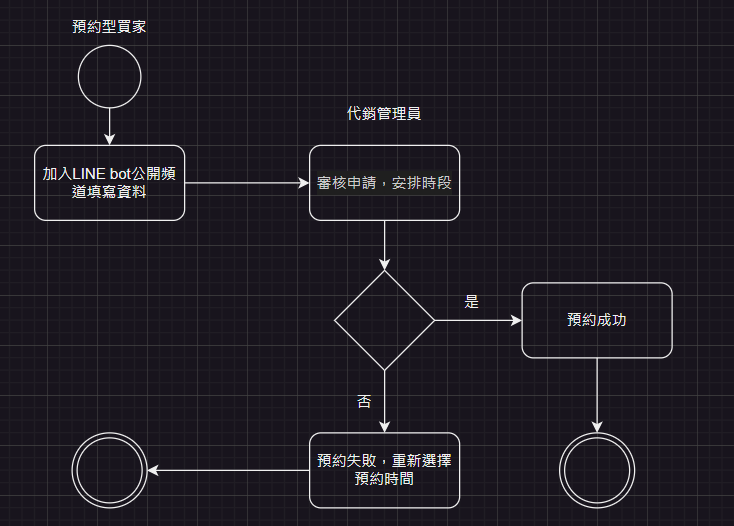 預約型買家
代銷管理員
加入LINE bot公開頻
道填寫資料
審核申請，安排時段
是
預約成功
否
預約失敗，重新選擇
預約時間